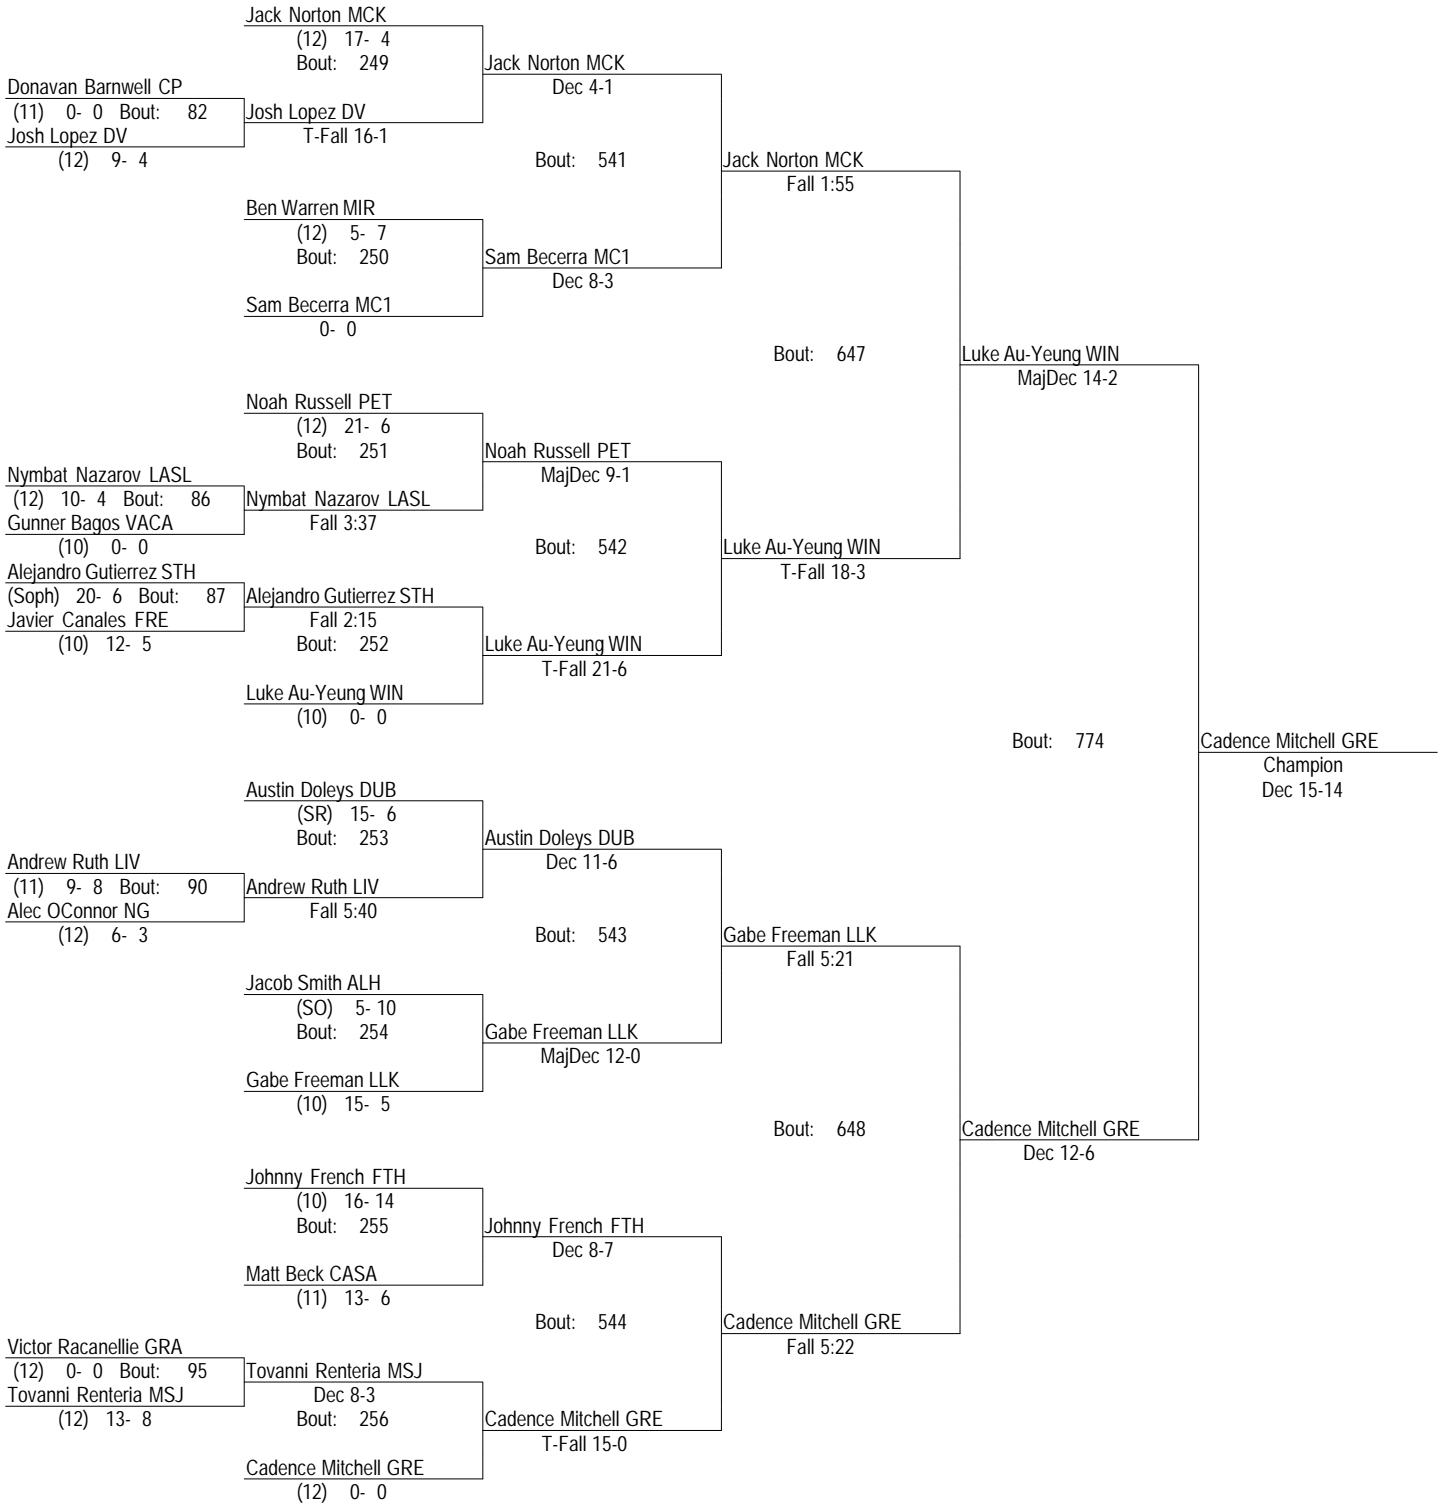 Jack Norton MCK
(12) 17- 4
Bout: 249
Jack Norton MCK
Dec 4-1
Donavan Barnwell CP
(11) 0- 0 Bout: 82
Josh Lopez DV
Josh Lopez DV
T-Fall 16-1
(12) 9- 4
Bout: 541
Jack Norton MCK
Fall 1:55
Ben Warren MIR
(12) 5- 7
Bout: 250
Sam Becerra MC1
Dec 8-3
Sam Becerra MC1
0- 0
Bout: 647
Luke Au-Yeung WIN
MajDec 14-2
Noah Russell PET
(12) 21- 6
Bout: 251
Noah Russell PET
MajDec 9-1
Nymbat Nazarov LASL
(12) 10- 4 Bout: 86
Nymbat Nazarov LASL
Gunner Bagos VACA
Fall 3:37
(10) 0- 0
Bout: 542
Luke Au-Yeung WIN
T-Fall 18-3
Alejandro Gutierrez STH
(Soph) 20- 6 Bout: 87
Alejandro Gutierrez STH
Javier Canales FRE
Fall 2:15
(10) 12- 5
Bout: 252
Luke Au-Yeung WIN
T-Fall 21-6
Luke Au-Yeung WIN
(10) 0- 0
Bout: 774
Cadence Mitchell GRE
Champion
Dec 15-14
Austin Doleys DUB
(SR) 15- 6
Bout: 253
Austin Doleys DUB
Dec 11-6
Andrew Ruth LIV
(11) 9- 8 Bout: 90
Andrew Ruth LIV
Alec OConnor NG
Fall 5:40
(12) 6- 3
Bout: 543
Gabe Freeman LLK
Fall 5:21
Jacob Smith ALH
(SO) 5- 10
Bout: 254
Gabe Freeman LLK
MajDec 12-0
Gabe Freeman LLK
(10) 15- 5
Bout: 648
Cadence Mitchell GRE
Dec 12-6
Johnny French FTH
(10) 16- 14
Bout: 255
Johnny French FTH
Dec 8-7
Matt Beck CASA
(11) 13- 6
Bout: 544
Cadence Mitchell GRE
Fall 5:22
Victor Racanellie GRA
(12) 0- 0 Bout: 95
Tovanni Renteria MSJ
Tovanni Renteria MSJ
Dec 8-3
(12) 13- 8
Bout: 256
Cadence Mitchell GRE
T-Fall 15-0
Cadence Mitchell GRE
(12) 0- 0